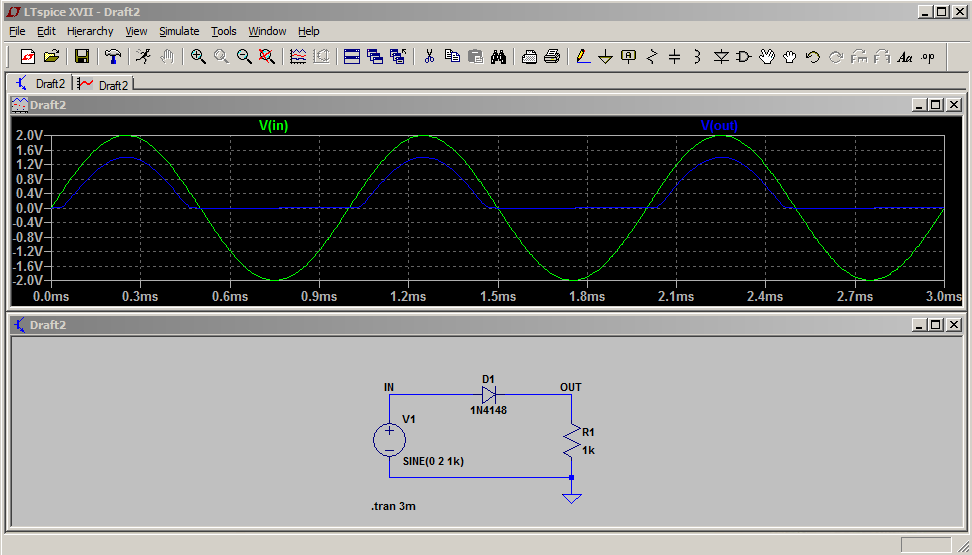 LTspice XVII - Draft2
File Edit Hierarchy View Simulate Tools Window Help
Aa .op
Draft2 Draft2
Draft2
V(in) V(out)
2.0V
1.6V
1.2V
0.8V
0.4V
0.0V
-0.4V
-0.8V
-1.2V
-1.6V
-2.0V
0.0ms 0.3ms 0.6ms 0.9ms 1.2ms 1.5ms 1.8ms 2.1ms 2.4ms 2.7ms 3.0ms
Draft2
IN D1 OUT
1N4148
V1
R1
1k
SINE(0 2 1k)
.tran 3m